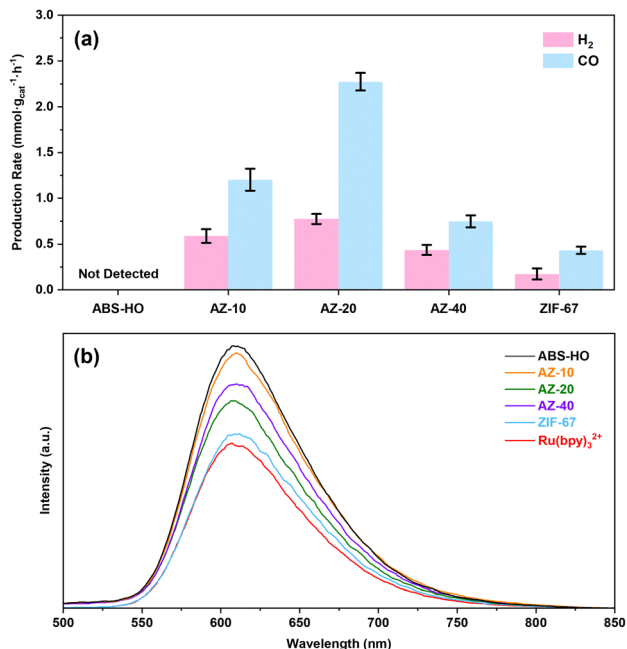 (a)
H₂
CO
Production Rate (mmol·g_cat⁻¹·h⁻¹)
3.0
2.5
2.0
1.5
1.0
0.5
0.0
Not Detected
ABS-HO AZ-10 AZ-20 AZ-40 ZIF-67
(b)
ABS-HO
AZ-10
AZ-20
AZ-40
ZIF-67
Ru(bpy)₃²⁺
Intensity (a.u.)
500 550 600 650 700 750 800 850
Wavelength (nm)